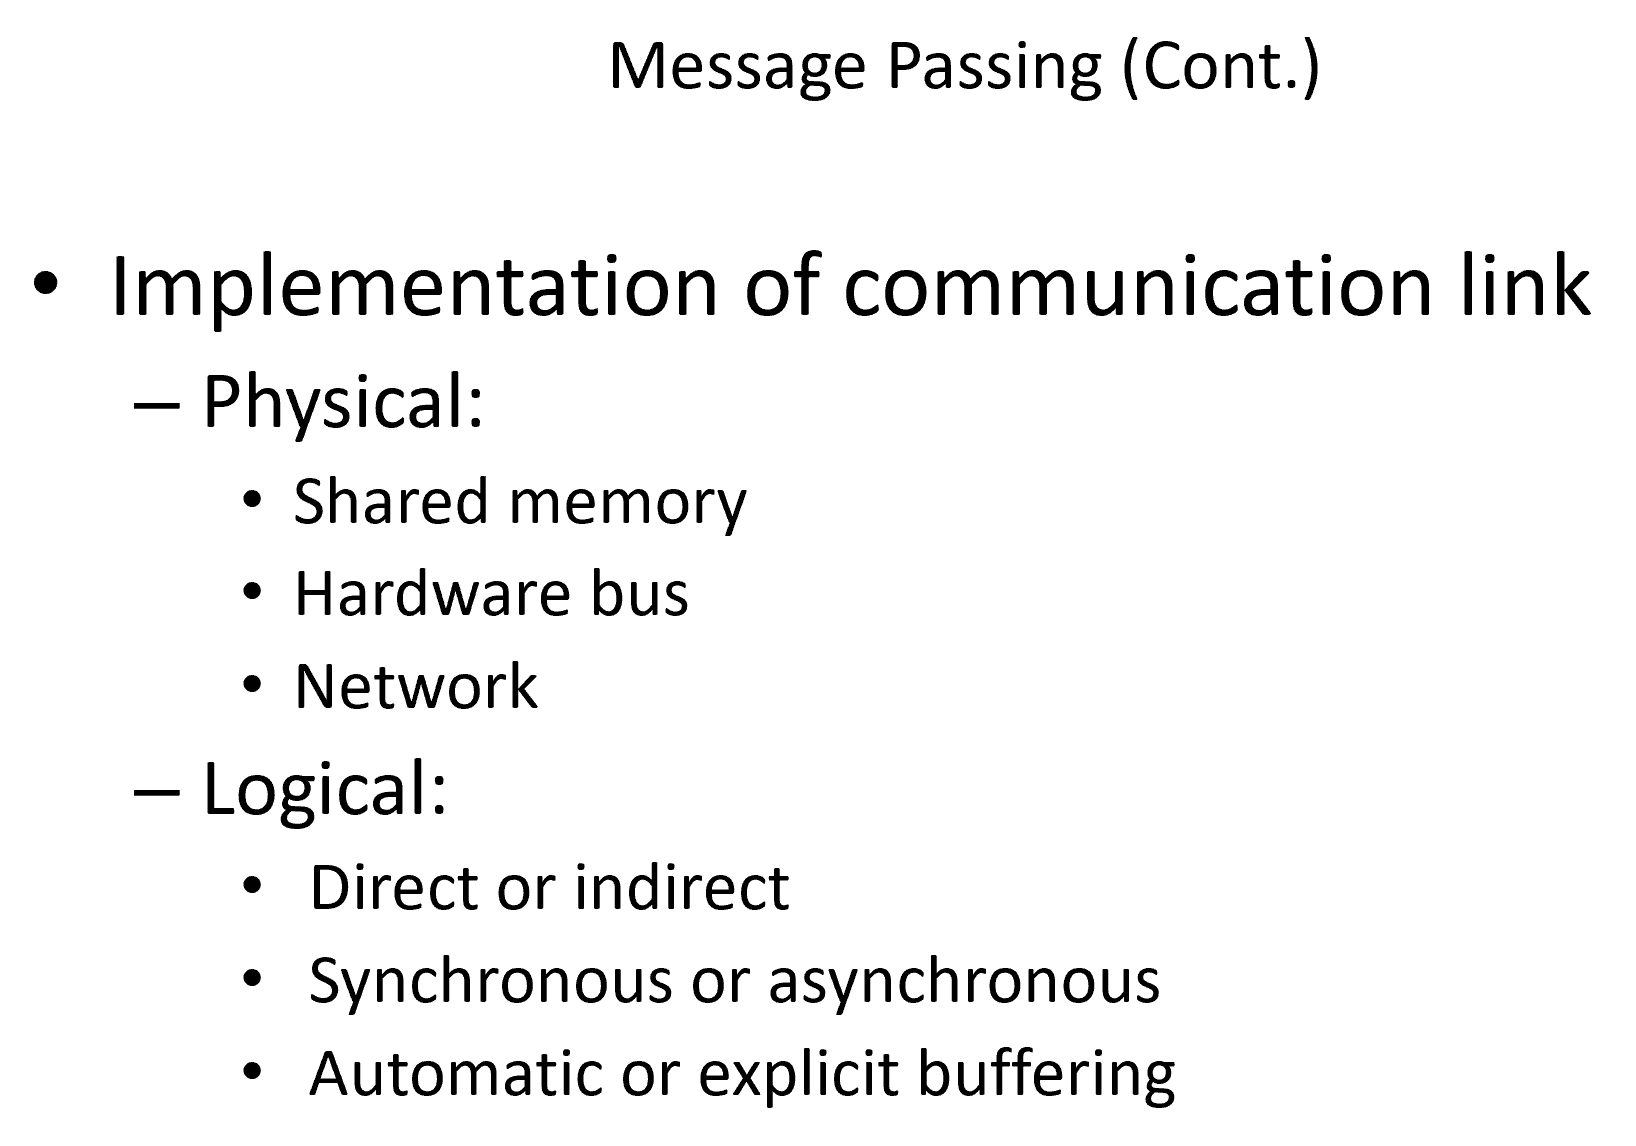 Message Passing (Cont.)
• Implementation of communication link
– Physical:
• Shared memory
• Hardware bus
• Network
– Logical:
• Direct or indirect
• Synchronous or asynchronous
• Automatic or explicit buffering